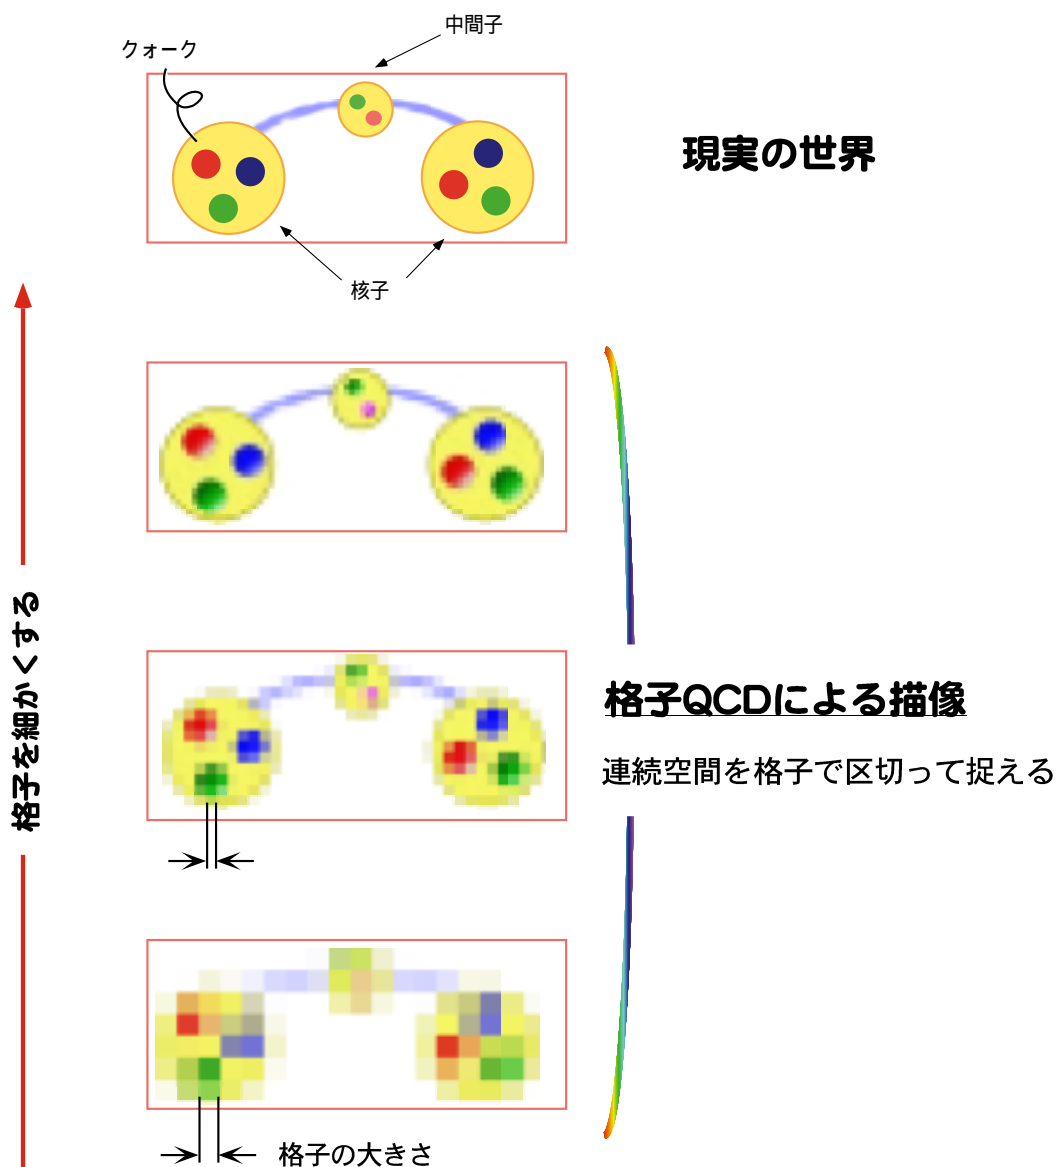 中間子
クォーク
現実の世界
核子
格子を細かくする
格子QCDによる描像
連続空間を格子で区切って捉える
格子の大きさ